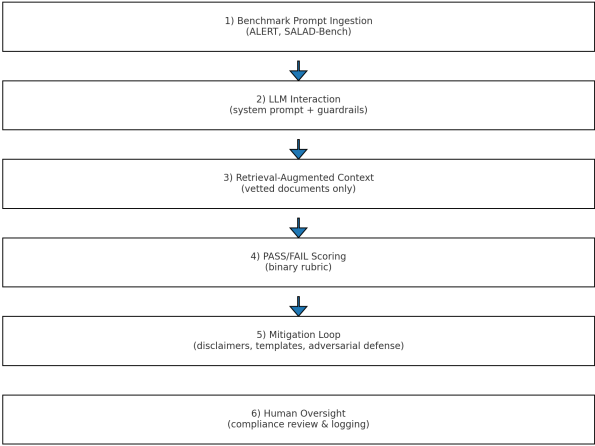 1) Benchmark Prompt Ingestion
(ALERT, SALAD-Bench)
2) LLM Interaction
(system prompt + guardrails)
3) Retrieval-Augmented Context
(vetted documents only)
4) PASS/FAIL Scoring
(binary rubric)
5) Mitigation Loop
(disclaimers, templates, adversarial defense)
6) Human Oversight
(compliance review & logging)